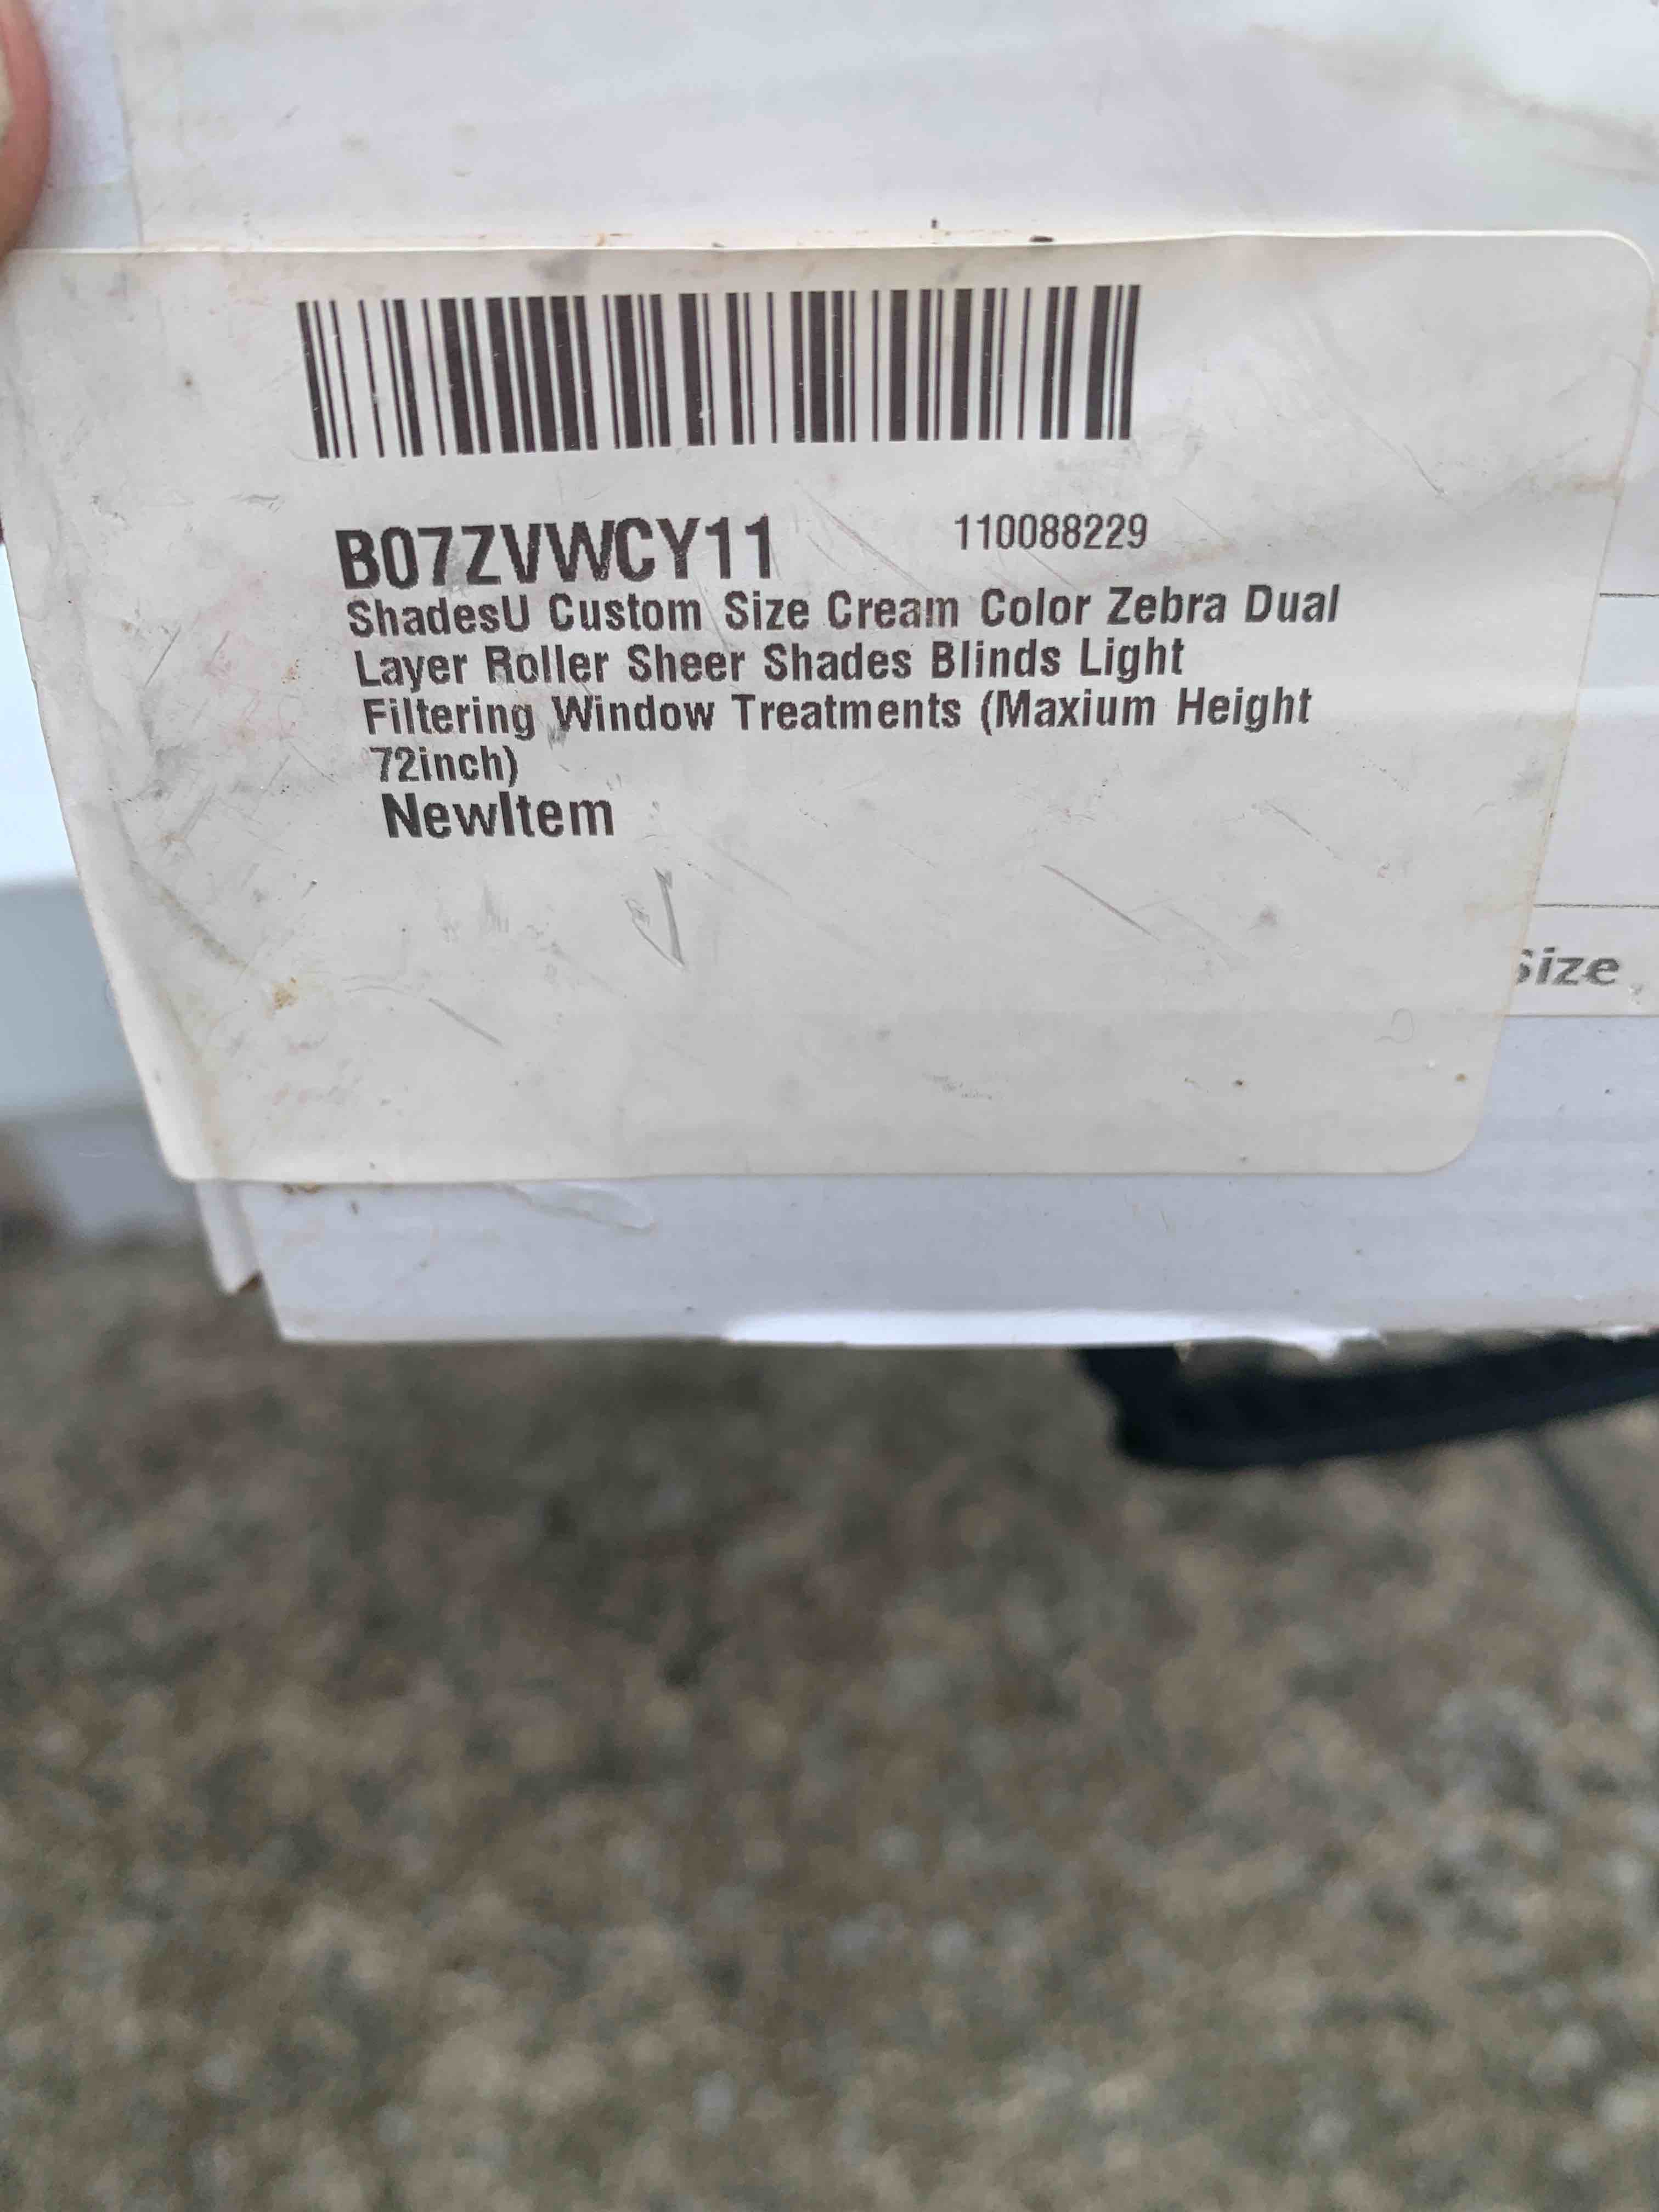 B07ZVWCY11 110088229
ShadesU Custom Size Cream Color Zebra Dual
Layer Roller Sheer Shades Blinds Light
Filtering Window Treatments (Maxium Height
72inch)
NewItem
Size